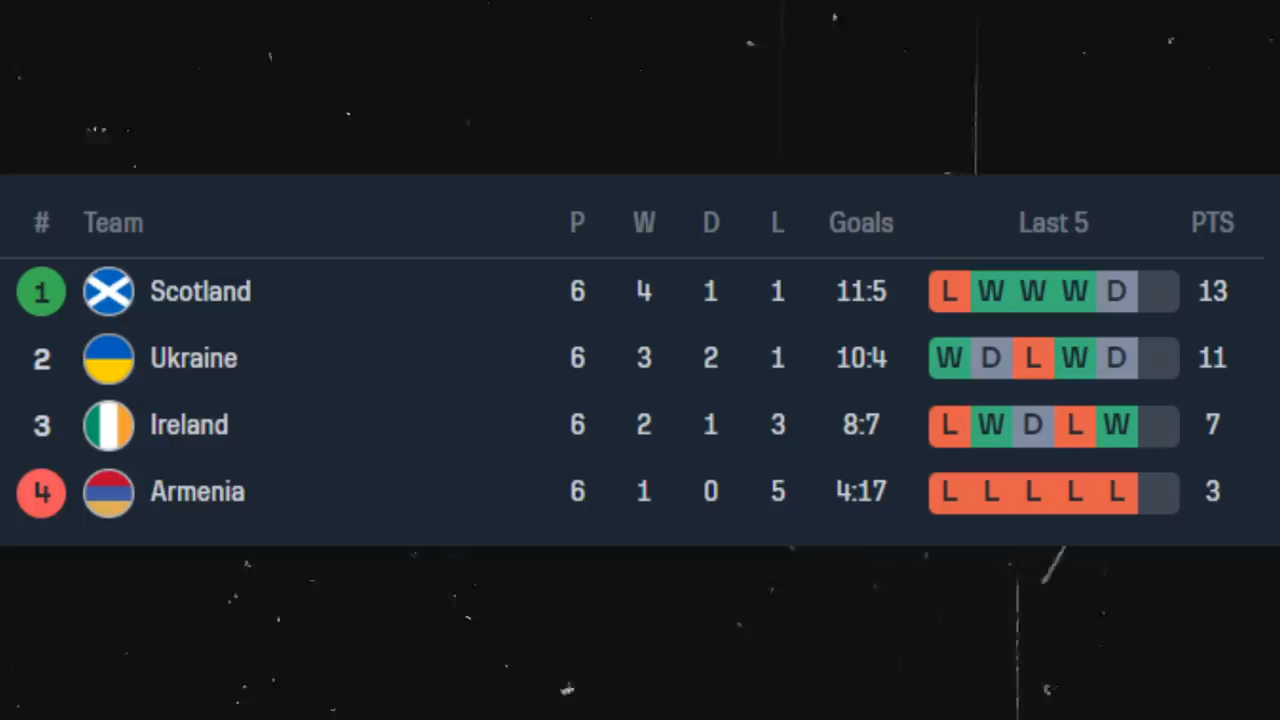 # Team P W D L Goals Last 5 PTS
1 Scotland 6 4 1 1 11:5 L W W W D 13
2 Ukraine 6 3 2 1 10:4 W D L W D 11
3 Ireland 6 2 1 3 8:7 L W D L W 7
4 Armenia 6 1 0 5 4:17 L L L L L 3